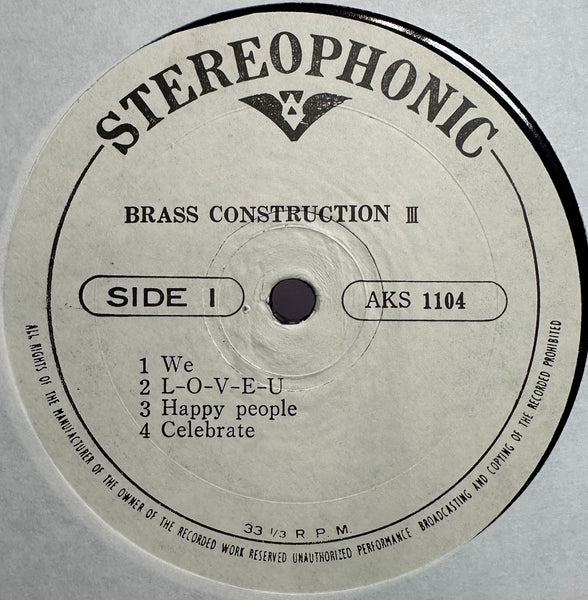 STEREOPHONIC
BRASS CONSTRUCTION III
SIDE 1
AKS 1104
1 We
2 L-O-V-E-U
3 Happy people
4 Celebrate
33 1/3 R. P. M.
ALL RIGHTS OF THE MANUFACTURER OF THE OWNER OF THE RECORDED WORK RESERVED UNAUTHORIZED PERFORMANCE BROADCASTING AND COPYING OF THE RECORDED PROHIBITED